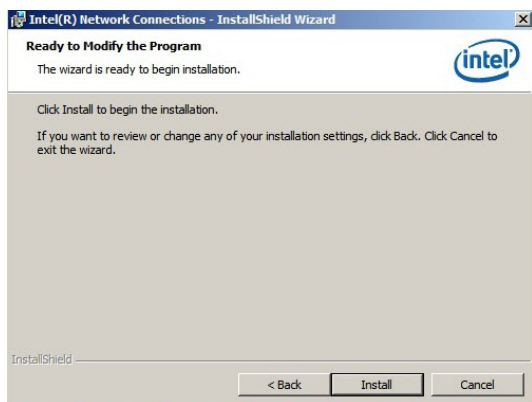 Intel(R) Network Connections - InstallShield Wizard
Ready to Modify the Program
The wizard is ready to begin installation.
intel
Click Install to begin the installation.
If you want to review or change any of your installation settings, click Back. Click Cancel to
exit the wizard.
InstallShield
< Back Install Cancel